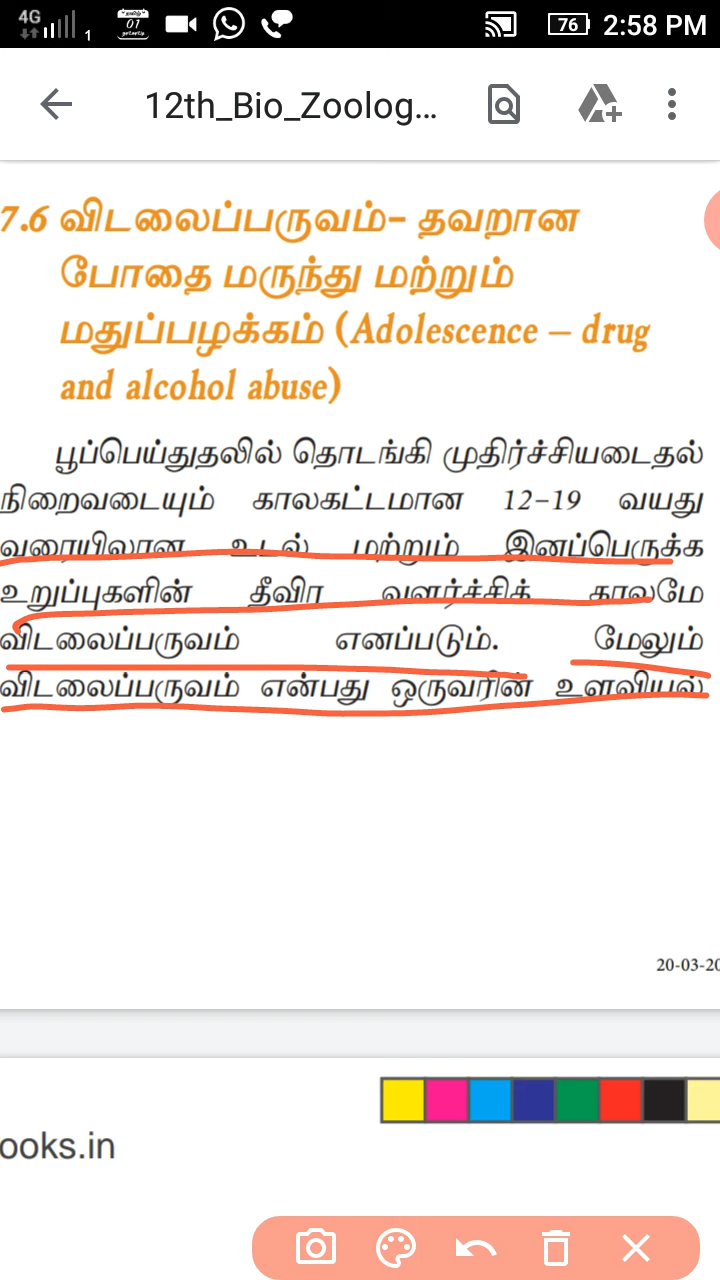 4G 1 07 76 2:58 PM
12th_Bio_Zoolog...
7.6 விடலைப்பருவம்– தவறான
போதை மருந்து மற்றும்
மதுப்பழக்கம் (Adolescence – drug
and alcohol abuse)
பூப்பெய்துதலில் தொடங்கி முதிர்ச்சியடைதல்
நிறைவடையும் காலகட்டமான 12–19 வயது
வரையிலான உடல் மற்றும் இனப்பெருக்க
உறுப்புகளின் தீவிர வளர்ச்சிக் காலமே
விடலைப்பருவம் எனப்படும். மேலும்
விடலைப்பருவம் என்பது ஒருவரின் உளவியல்
20-03-20
ooks.in